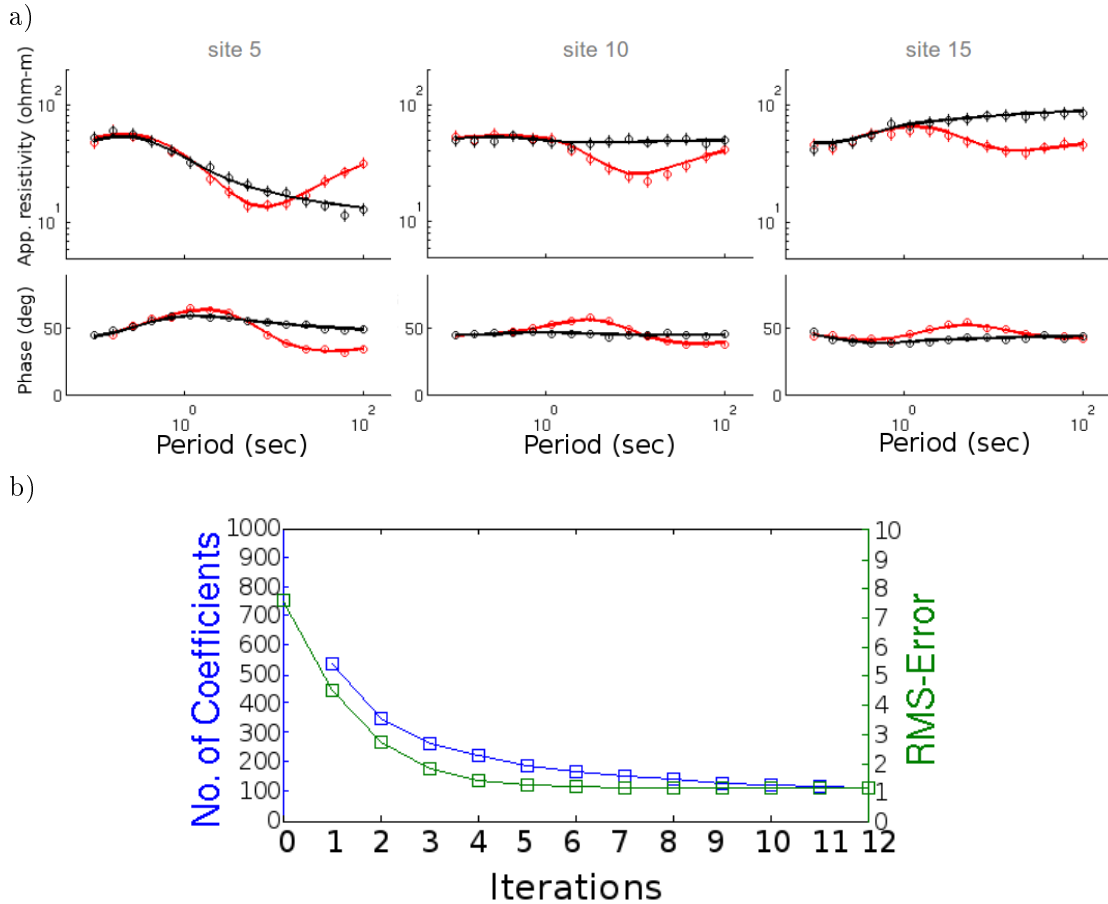 a)
site 5 site 10 site 15
App. resistivity (ohm-m)
10^2 10^2 10^2
10^1 10^1 10^1
Phase (deg)
50 50 50
0 0 0
10^0 10^2 10^0 10^2 10^0 10^2
Period (sec) Period (sec) Period (sec)
b)
No. of Coefficients
1000 10
900 9
800 8
700 7
600 6
500 5
400 4
300 3
200 2
100 1
0 0
RMS-Error
0 1 2 3 4 5 6 7 8 9 10 11 12
Iterations